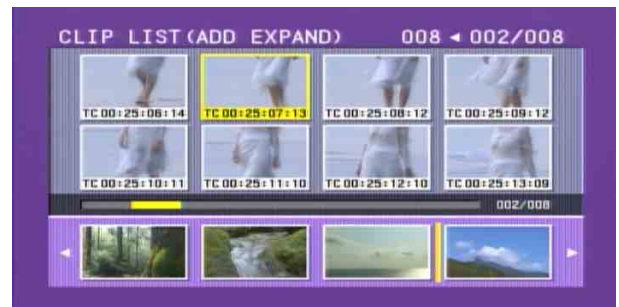 CLIP LIST(ADD EXPAND) 008 ◄ 002/008
TC 00:25:06:14 TC 00:25:07:13 TC 00:25:08:12 TC 00:25:09:12
TC 00:25:10:11 TC 00:25:11:10 TC 00:25:12:10 TC 00:25:13:09
002/008